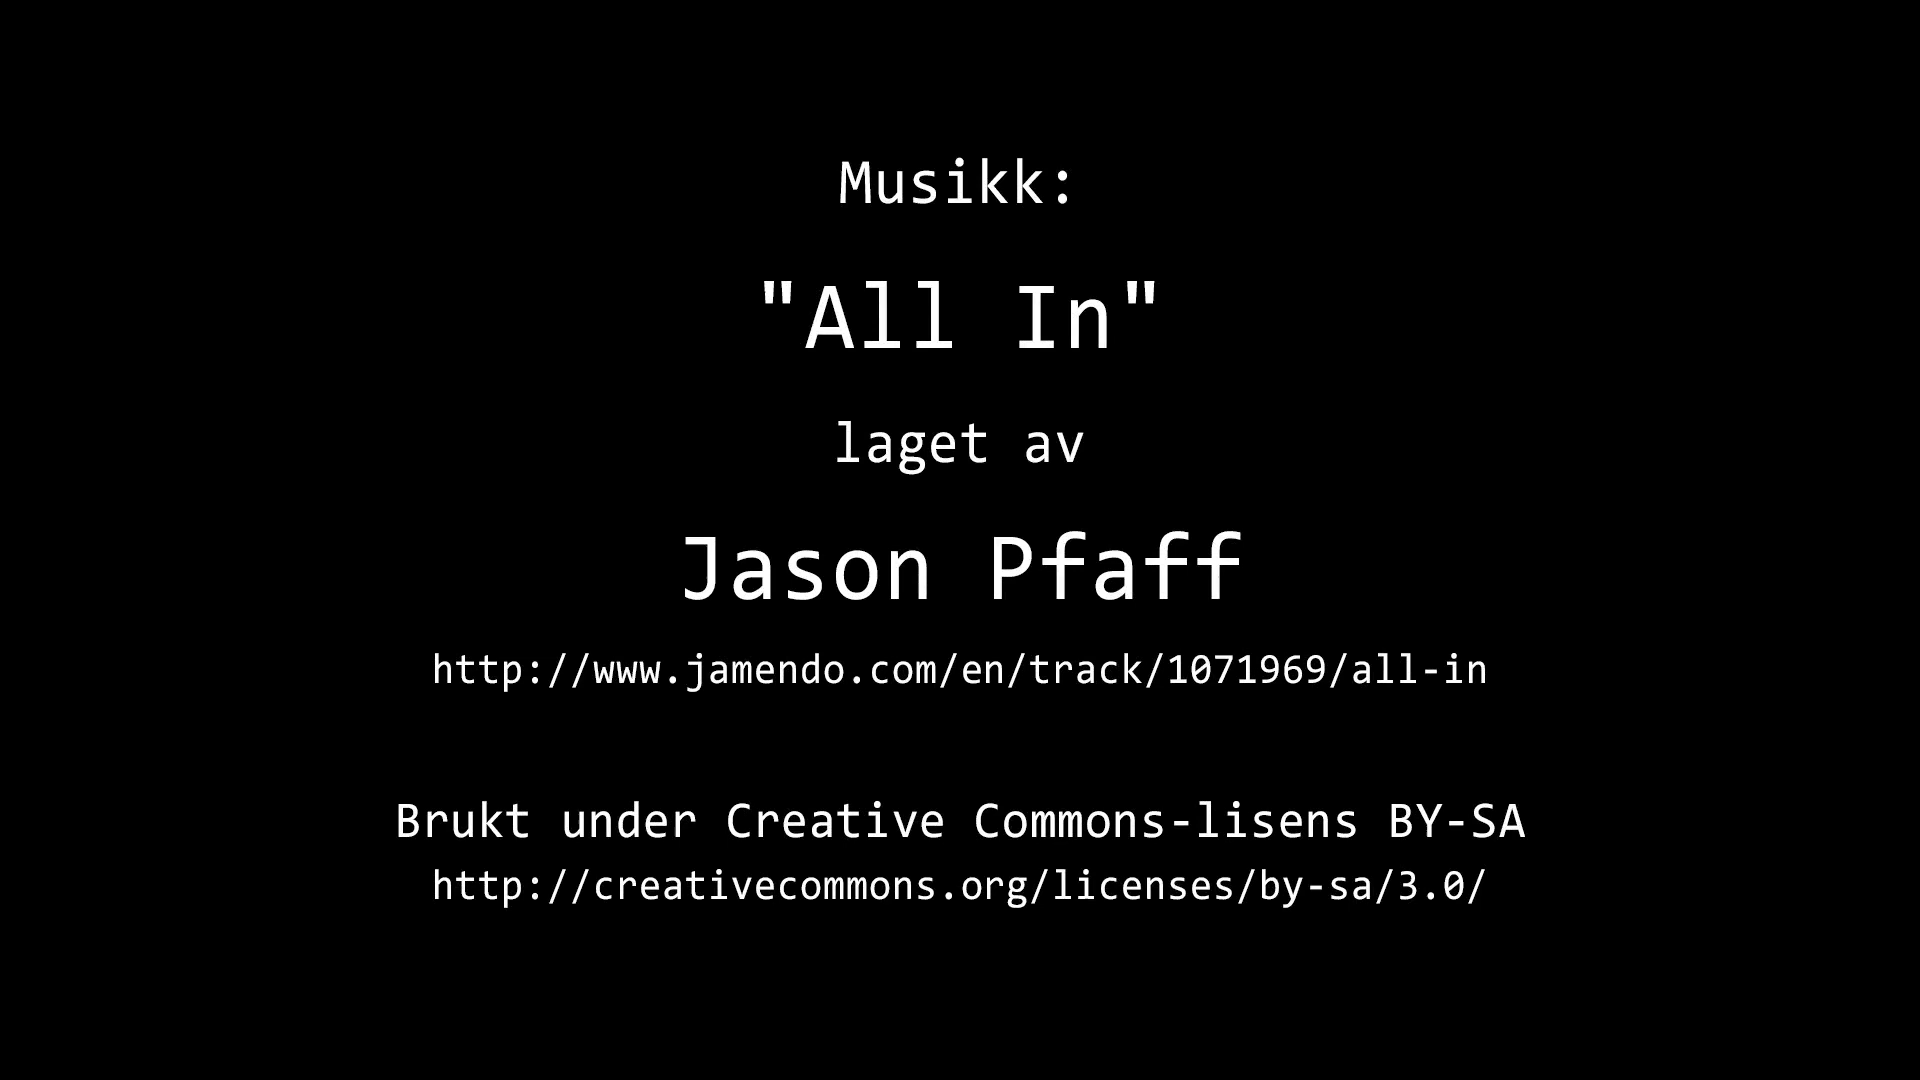 Musikk:
"All In"
laget av
Jason Pfaff
http://www.jamendo.com/en/track/1071969/all-in
Brukt under Creative Commons-lisens BY-SA
http://creativecommons.org/licenses/by-sa/3.0/